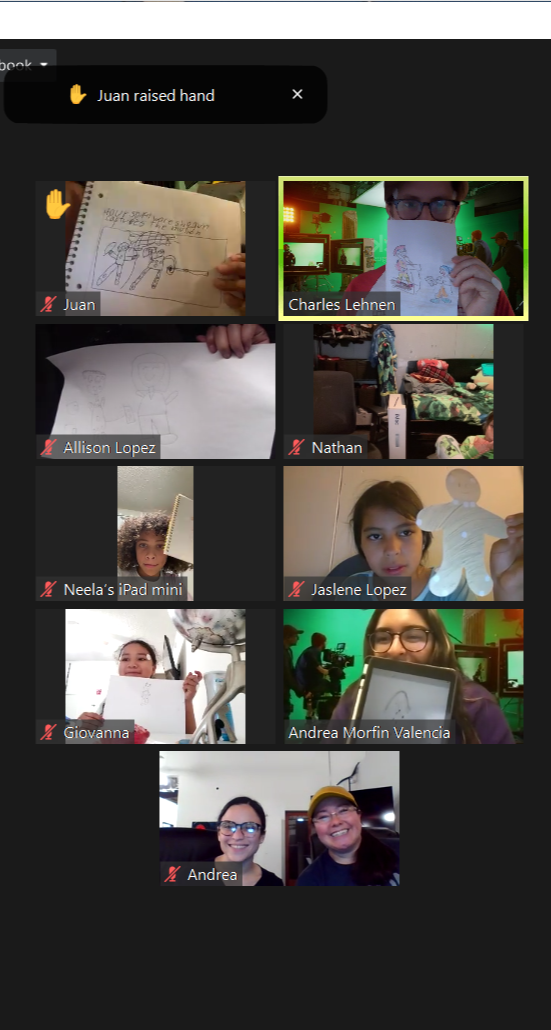 book
Juan raised hand
Juan
Charles Lehnen
Allison Lopez
Nathan
Neela's iPad mini
Jaslene Lopez
Giovanna
Andrea Morfin Valencia
Andrea